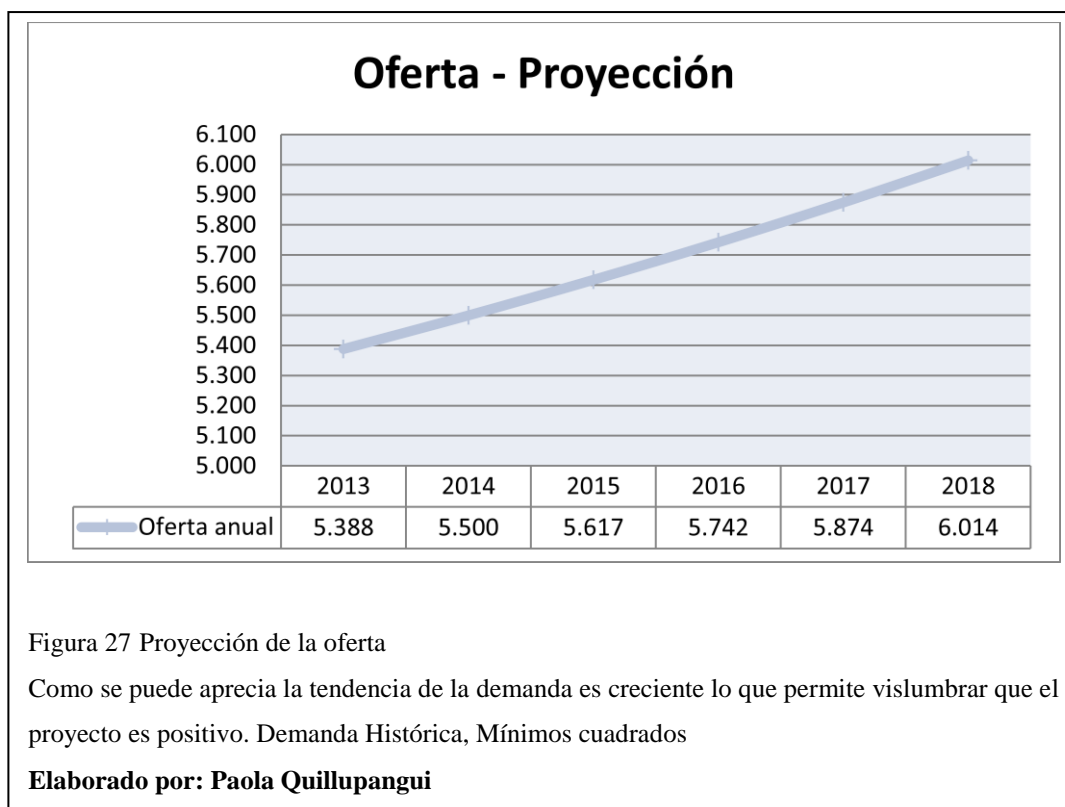 Oferta - Proyección
6.100
6.000
5.900
5.800
5.700
5.600
5.500
5.400
5.300
5.200
5.100
5.000
2013 2014 2015 2016 2017 2018
Oferta anual 5.388 5.500 5.617 5.742 5.874 6.014
Figura 27 Proyección de la oferta
Como se puede aprecia la tendencia de la demanda es creciente lo que permite vislumbrar que el
proyecto es positivo. Demanda Histórica, Mínimos cuadrados
Elaborado por: Paola Quillupangui